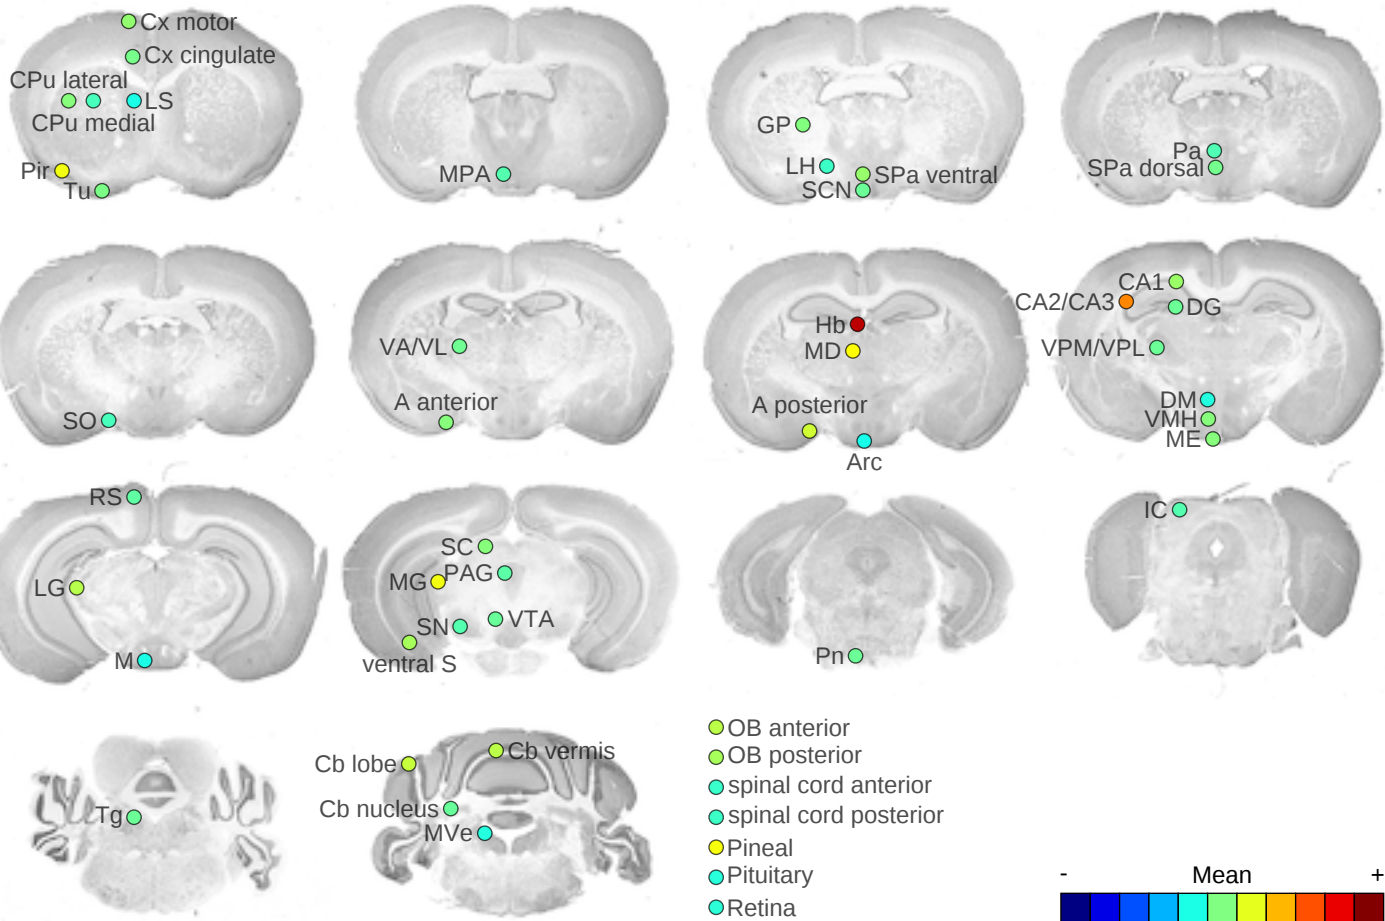 Cx motor
Cx cingulate
CPu lateral
LS
CPu medial
Pir
Tu
MPA
GP
LH
SPa ventral
SCN
Pa
SPa dorsal
SO
VA/VL
A anterior
Hb
MD
A posterior
Arc
CA1
CA2/CA3
DG
VPM/VPL
DM
VMH
ME
RS
LG
M
SC
MG
PAG
SN
VTA
ventral S
Pn
IC
Tg
Cb lobe
Cb vermis
Cb nucleus
MVe
OB anterior
OB posterior
spinal cord anterior
spinal cord posterior
Pineal
Pituitary
Retina
- Mean +